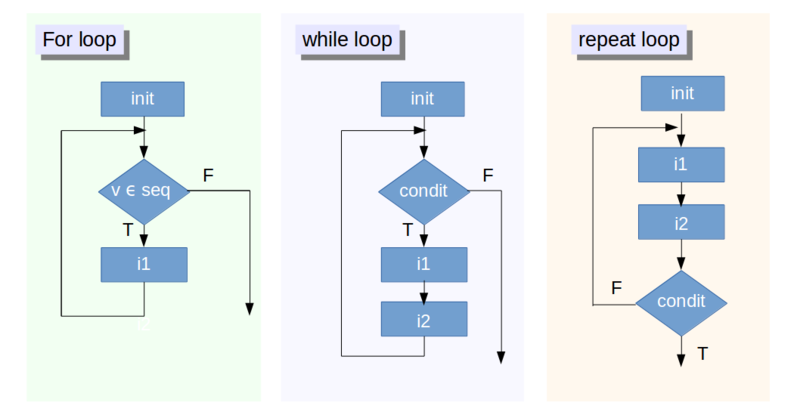 For loop
init
v ϵ seq
F
T
i1
while loop
init
condit
F
T
i1
i2
repeat loop
init
i1
i2
condit
F
T